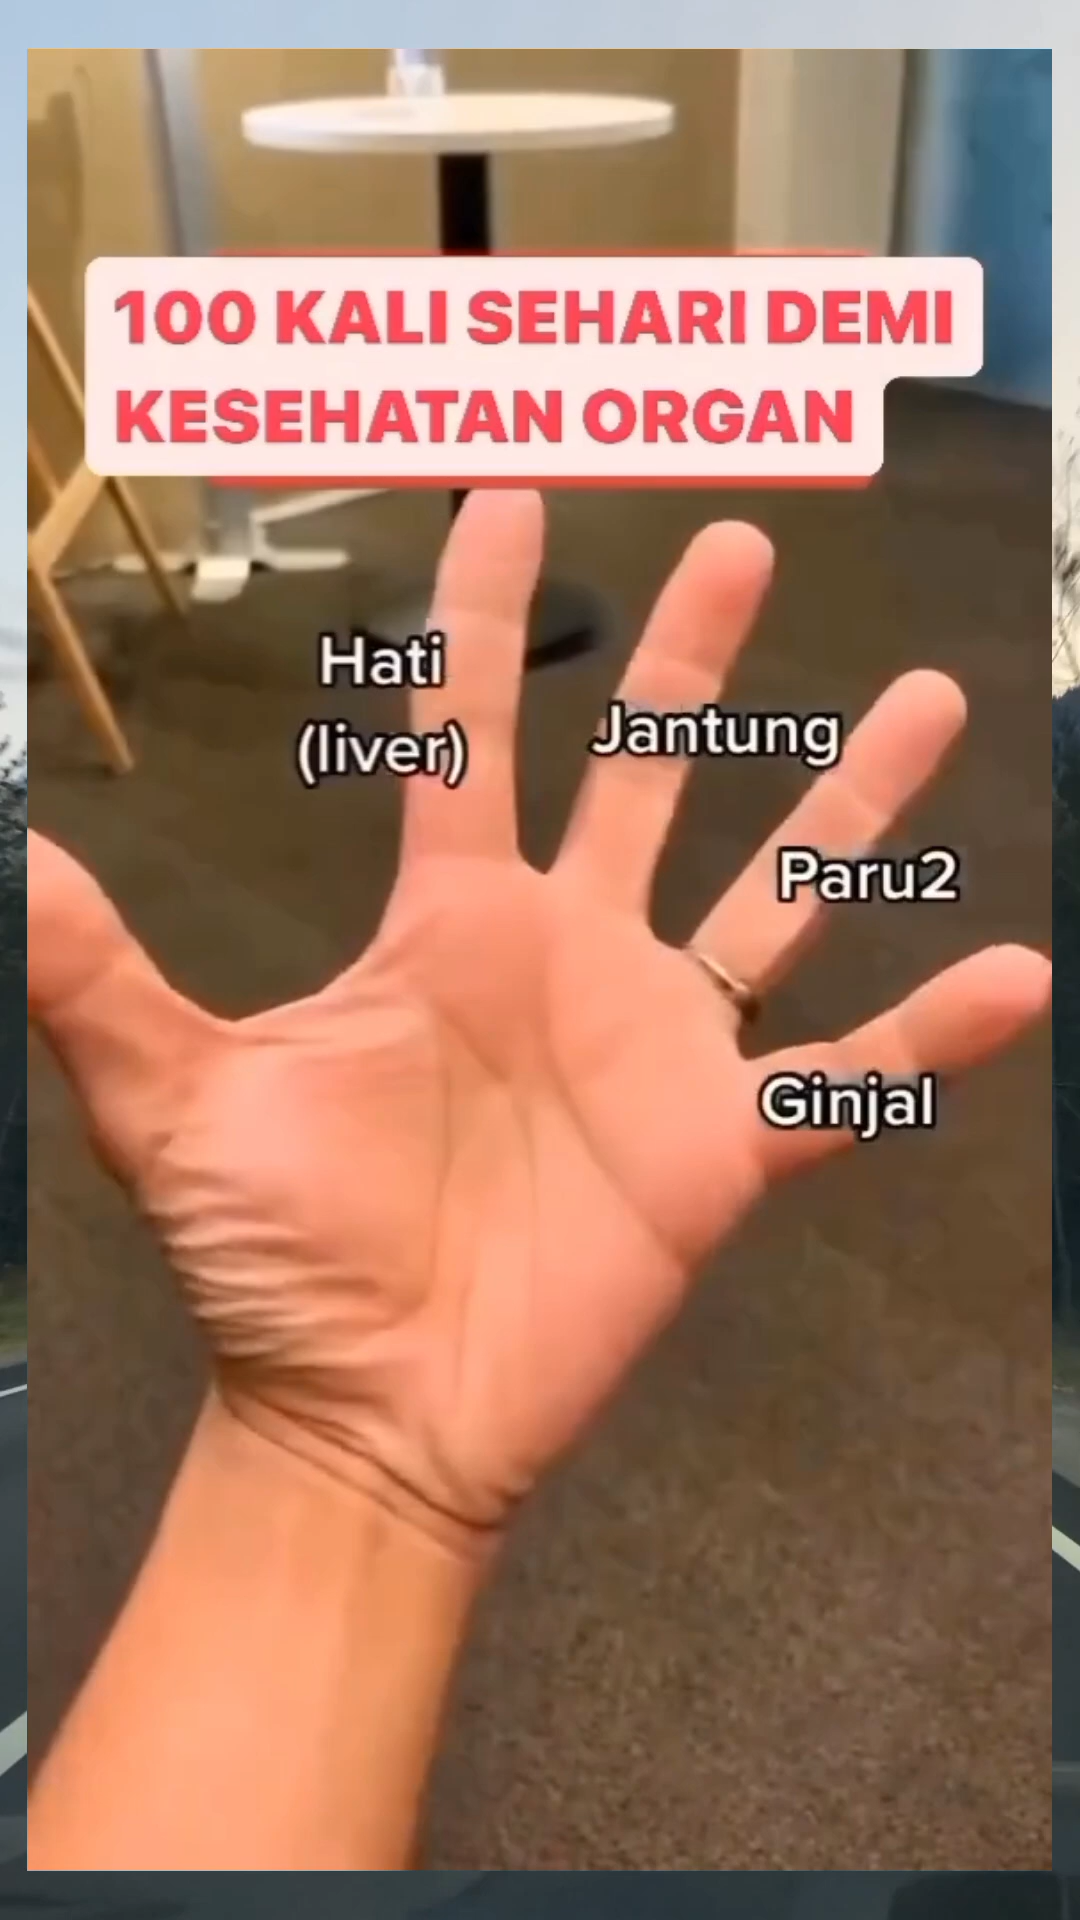 100 KALI SEHARI DEMI
KESEHATAN ORGAN
Hati
(liver)
Jantung
Paru2
Ginjal